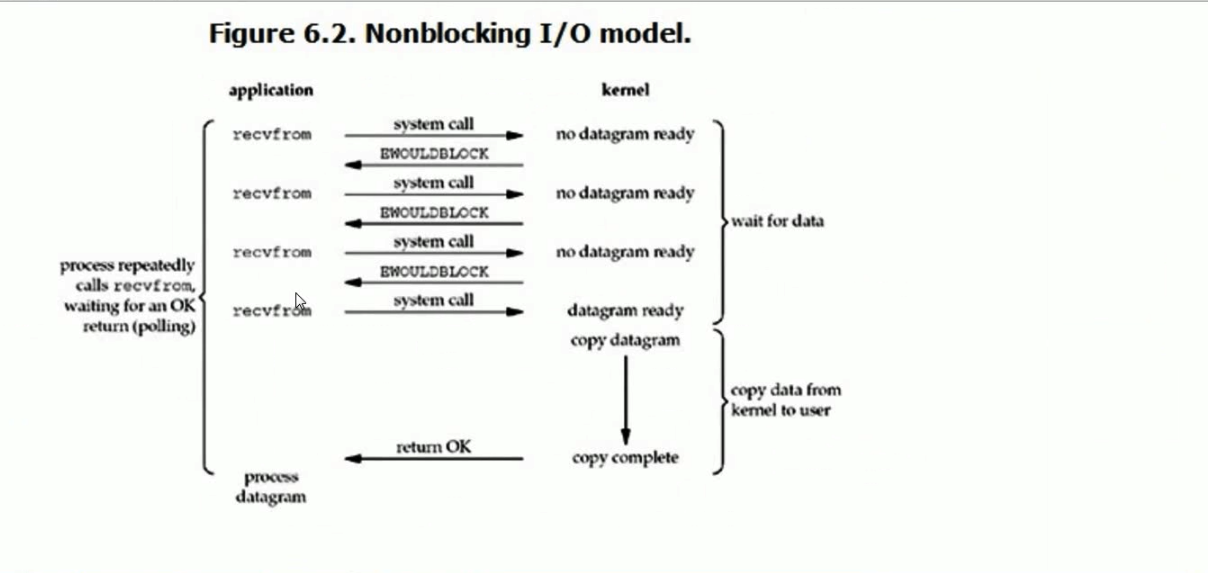 Figure 6.2. Nonblocking I/O model.
application
kernel
recvfrom
system call
no datagram ready
EWOULDBLOCK
recvfrom
system call
no datagram ready
EWOULDBLOCK
recvfrom
system call
no datagram ready
EWOULDBLOCK
recvfrom
system call
datagram ready
wait for data
process repeatedly
calls recvfrom,
waiting for an OK
return (polling)
copy datagram
copy data from
kernel to user
return OK
copy complete
process
datagram